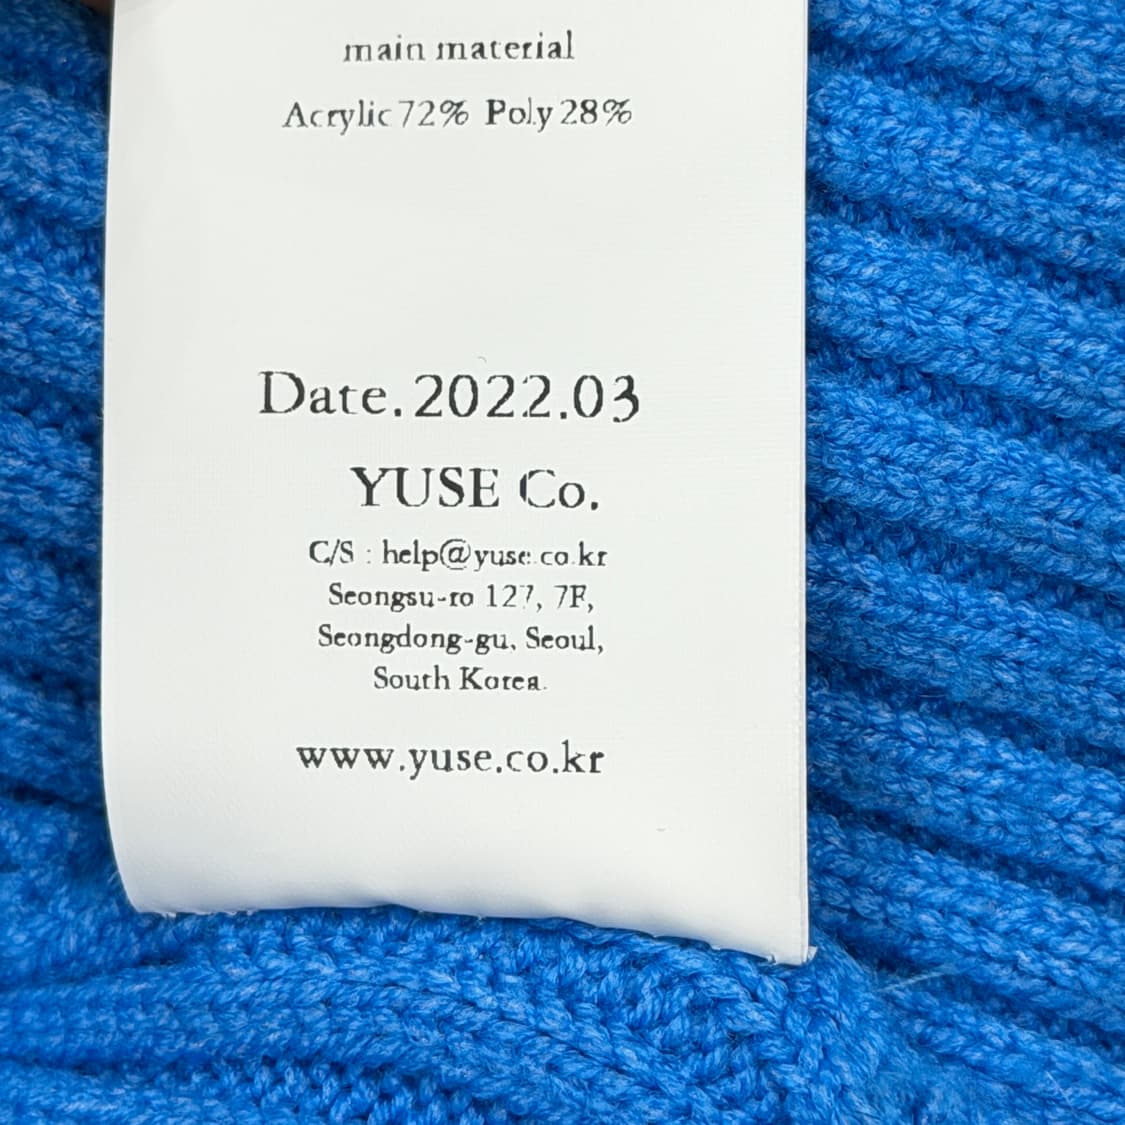 main material
Acrylic 72% Poly 28%
Date.2022.03
YUSE Co.
C/S : help@yuse.co.kr
Seongsu-ro 127, 7F,
Seongdong-gu, Seoul,
South Korea.
www.yuse.co.kr